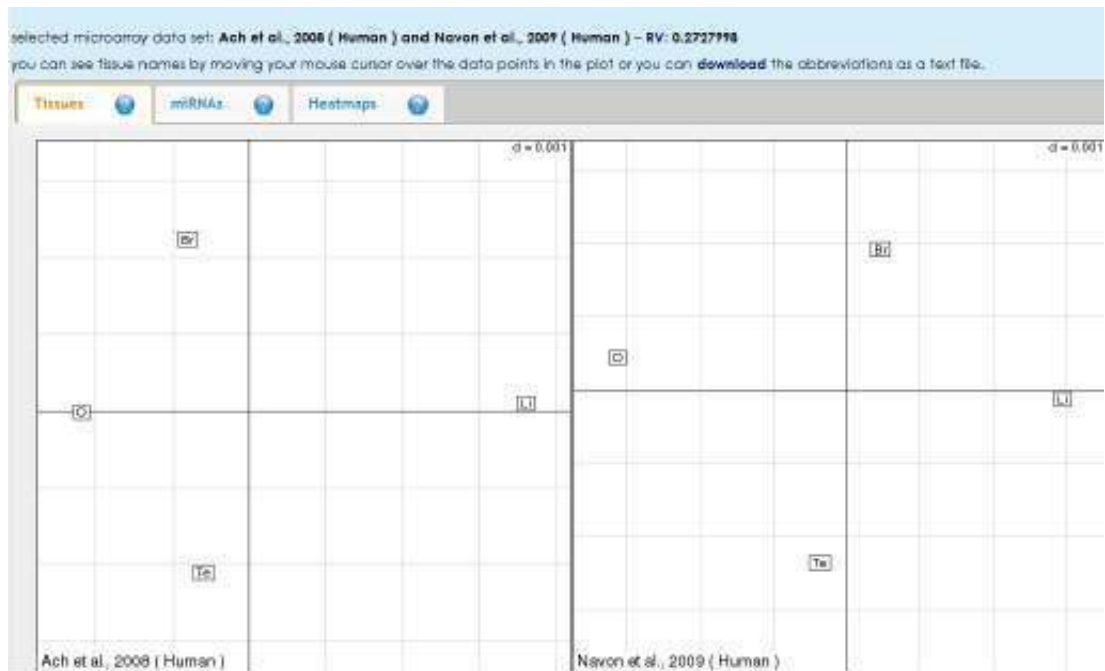 selected microarray data set: Ach et al., 2008 ( Human ) and Navon et al., 2009 ( Human ) – RV: 0.2727998
you can see tissue names by moving your mouse cursor over the data points in the plot or you can download the abbreviations as a text file.
Tissues ? miRNAs ? Heatmaps ?
d = 0.001 d = 0.001
Br Br
O
O Li Li
Te Te
Ach et al., 2008 ( Human ) Navon et al., 2009 ( Human )